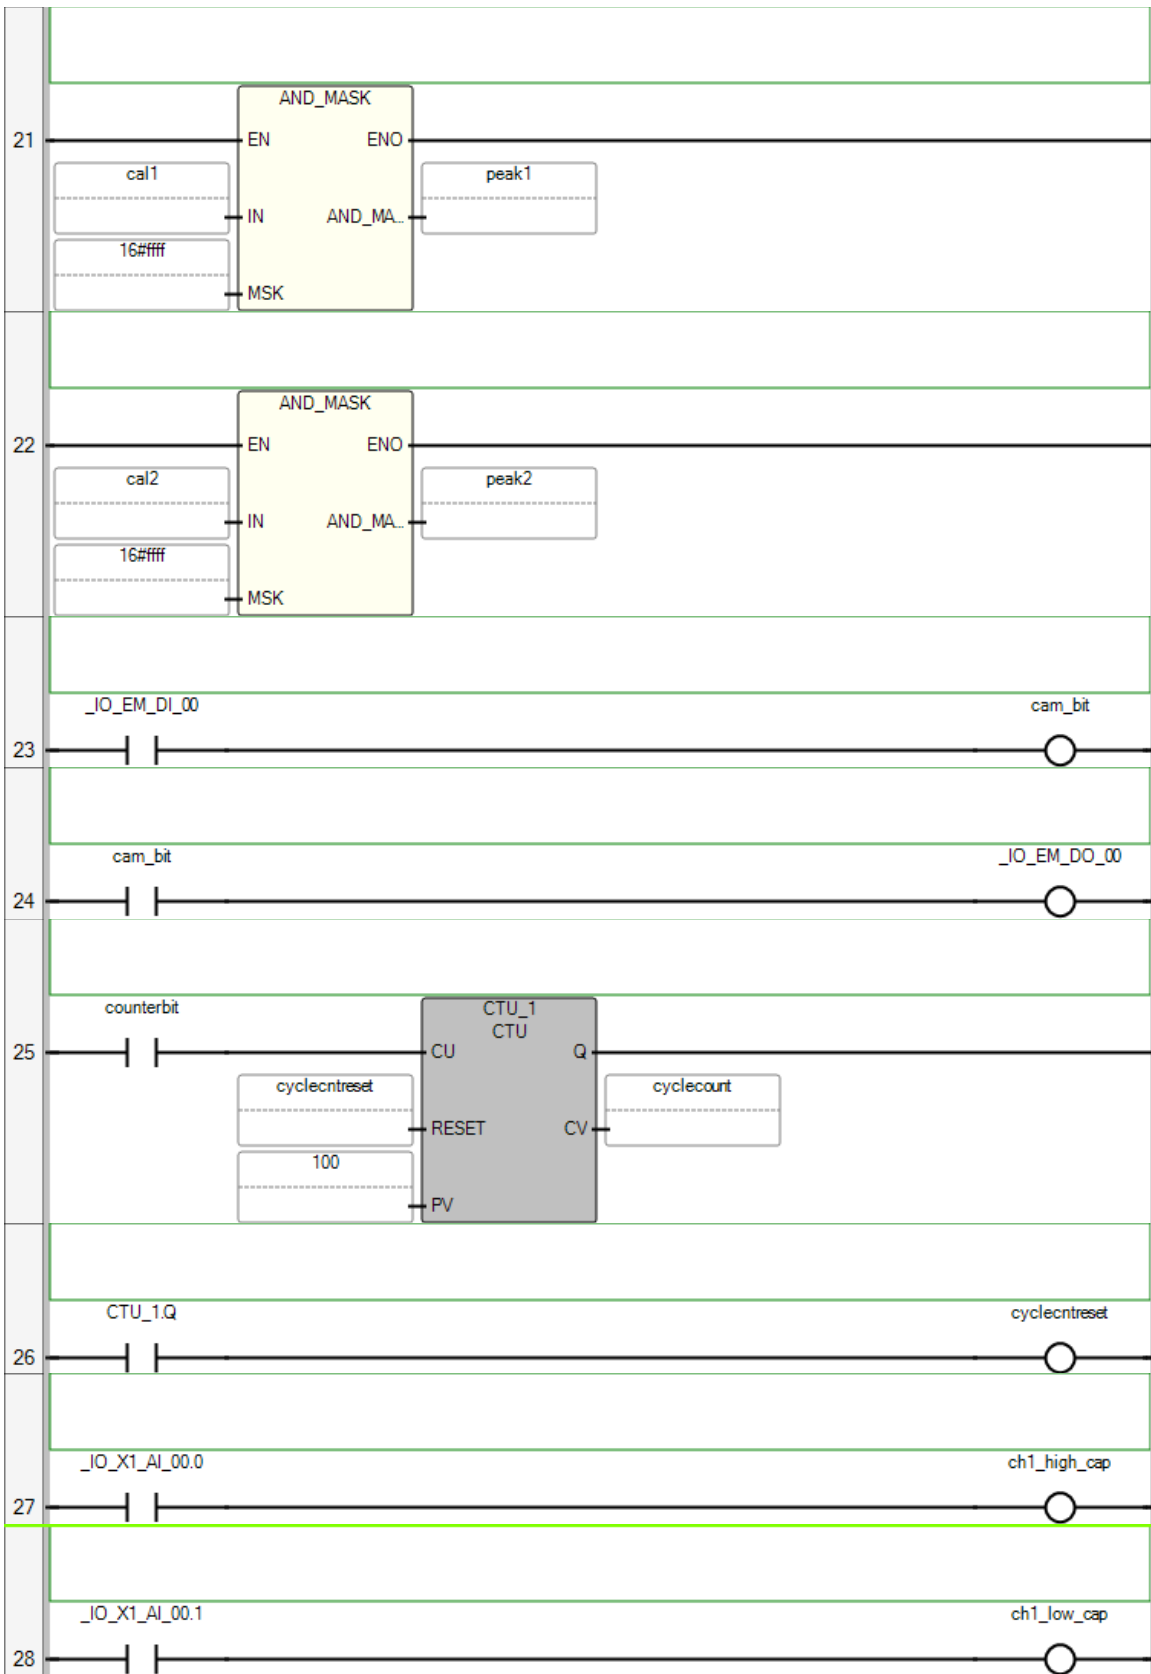 AND_MASK
21
EN ENO
cal1 peak1
IN AND_MA...
16#ffff
MSK
AND_MASK
22
EN ENO
cal2 peak2
IN AND_MA...
16#ffff
MSK
_IO_EM_DI_00 cam_bit
23
cam_bit _IO_EM_DO_00
24
counterbit CTU_1
CTU
25
CU Q
cyclecntreset cyclecount
RESET CV
100
PV
CTU_1.Q cyclecntreset
26
_IO_X1_AI_00.0 ch1_high_cap
27
_IO_X1_AI_00.1 ch1_low_cap
28